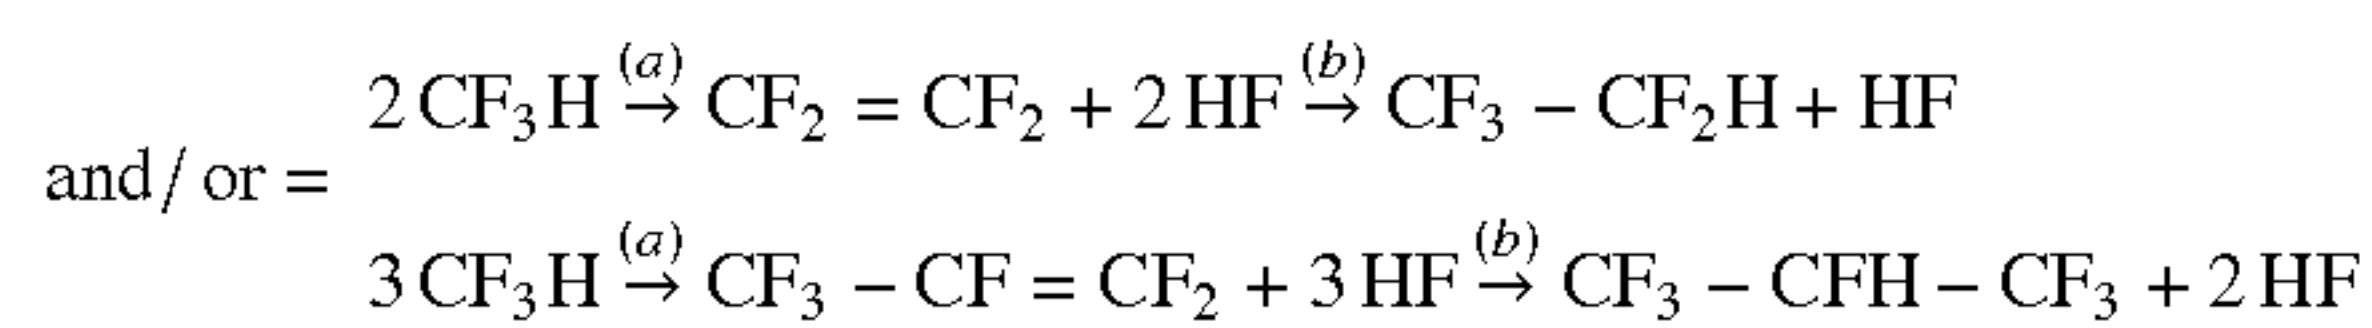 2 CF₃H →(a) CF₂ = CF₂ + 2 HF →(b) CF₃ − CF₂H + HF
and/ or =
3 CF₃H →(a) CF₃ − CF = CF₂ + 3 HF →(b) CF₃ − CFH − CF₃ + 2 HF